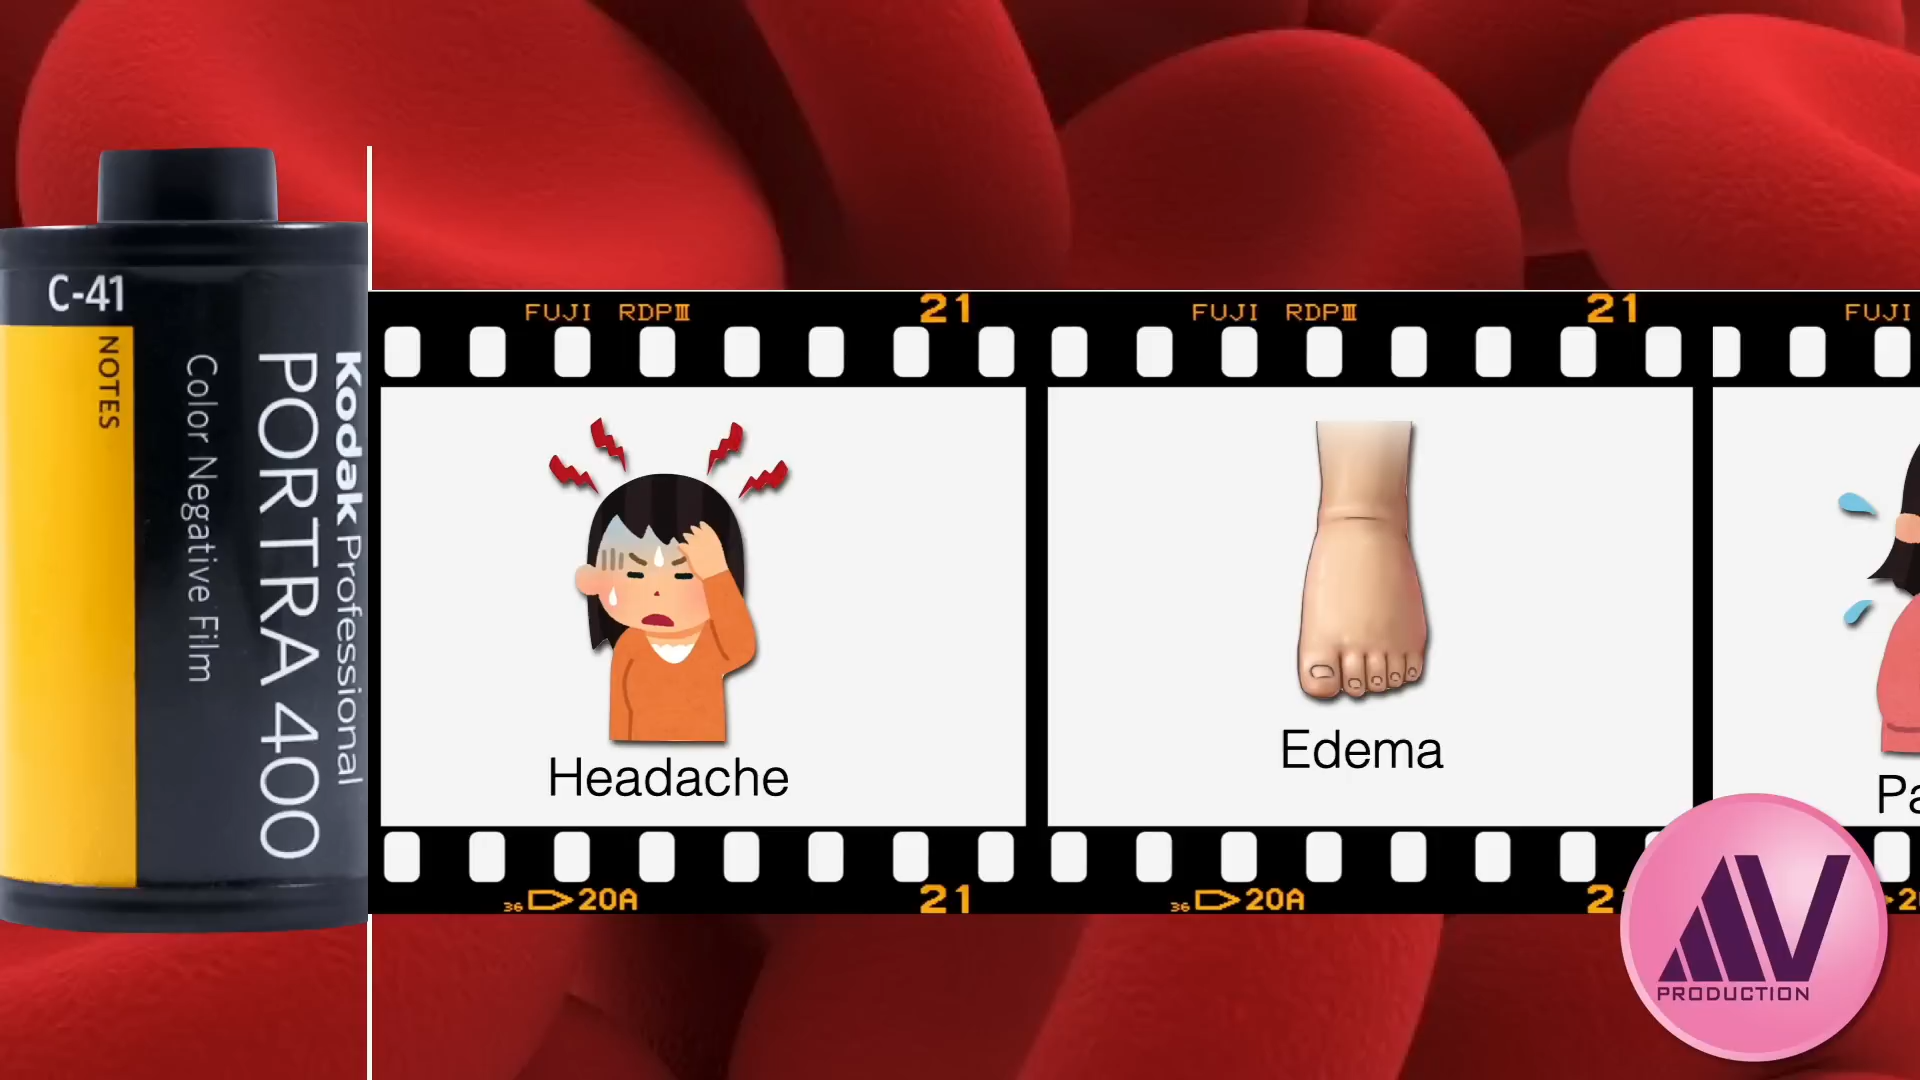 C-41
NOTES
Color Negative Film
PORTRA 400
Kodak Professional
FUJI RDPⅢ
21
FUJI RDPⅢ
21
FUJI
Headache
Edema
36 20A
21
36 20A
AV
PRODUCTION